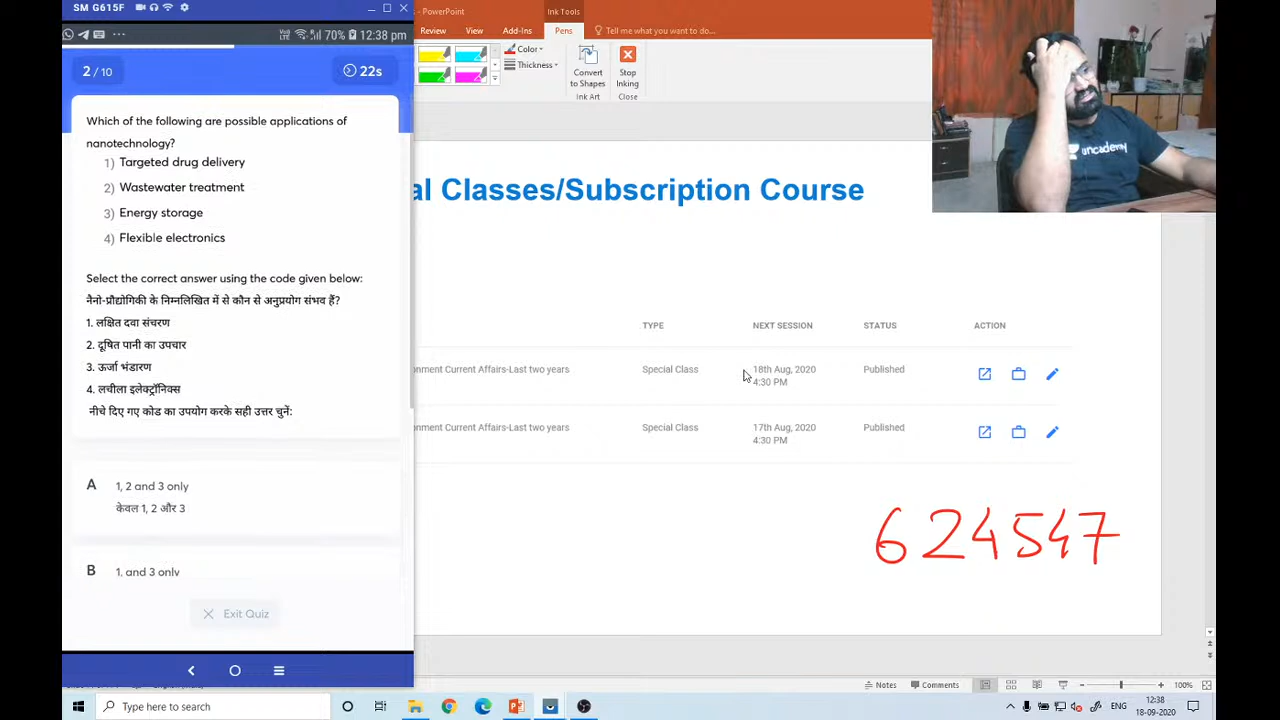 SM G615F
70% 12:38 pm
2 / 10
22s
Which of the following are possible applications of
nanotechnology?
1) Targeted drug delivery
2) Wastewater treatment
3) Energy storage
4) Flexible electronics
Select the correct answer using the code given below:
नैनो-प्रौद्योगिकी के निम्नलिखित में से कौन से अनुप्रयोग संभव हैं?
1. लक्षित दवा संचरण
2. दूषित पानी का उपचार
3. ऊर्जा भंडारण
4. लचीला इलेक्ट्रॉनिक्स
नीचे दिए गए कोड का उपयोग करके सही उत्तर चुनें:
A 1, 2 and 3 only
केवल 1, 2 और 3
B 1. and 3 only
Exit Quiz
- PowerPoint
Ink Tools
Review View Add-Ins Pens Tell me what you want to do...
Color
Thickness
Convert to Shapes
Stop Inking
Ink Art
Close
al Classes/Subscription Course
TYPE NEXT SESSION STATUS ACTION
nment Current Affairs-Last two years Special Class 18th Aug, 2020 Published
4:30 PM
nment Current Affairs-Last two years Special Class 17th Aug, 2020 Published
4:30 PM
624547
uncademy
Notes Comments 100%
Type here to search
ENG
12:38
18-09-2020